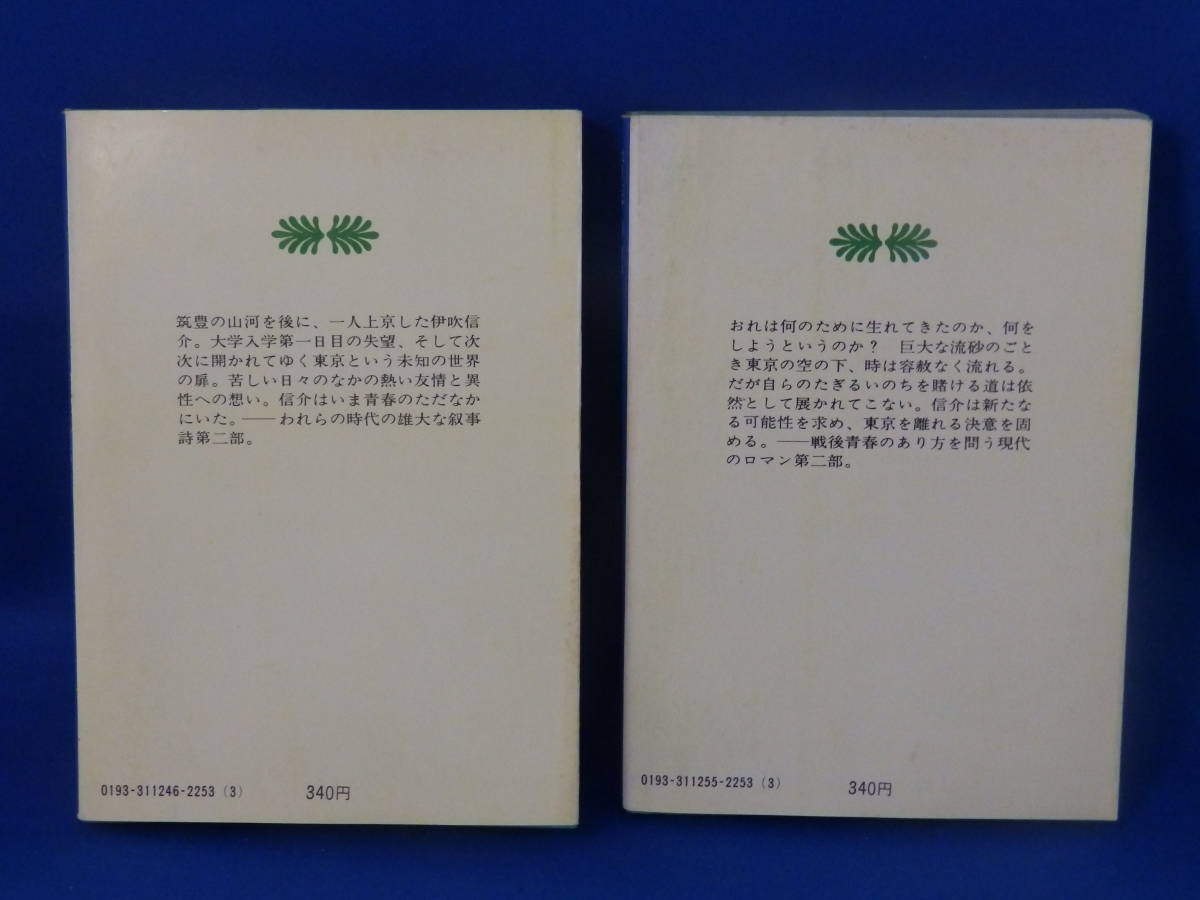 筑豊の山河を後に、一人上京した伊吹信
介。大学入学第一日目の失望、そして次
次に開かれてゆく東京という未知の世界
の扉。苦しい日々のなかの熱い友情と異
性への想い。信介はいま青春のただなか
にいた。――われらの時代の雄大な叙事
詩第二部。
0193-311246-2253 (3)
340円
おれは何のために生れてきたのか、何を
しようというのか？　巨大な流砂のごと
き東京の空の下、時は容赦なく流れる。
だが自らのたぎるいのちを賭ける道は依
然として展かれてこない。信介は新たな
る可能性を求め、東京を離れる決意を固
める。――戦後青春のあり方を問う現代
のロマン第二部。
0193-311255-2253 (3)
340円